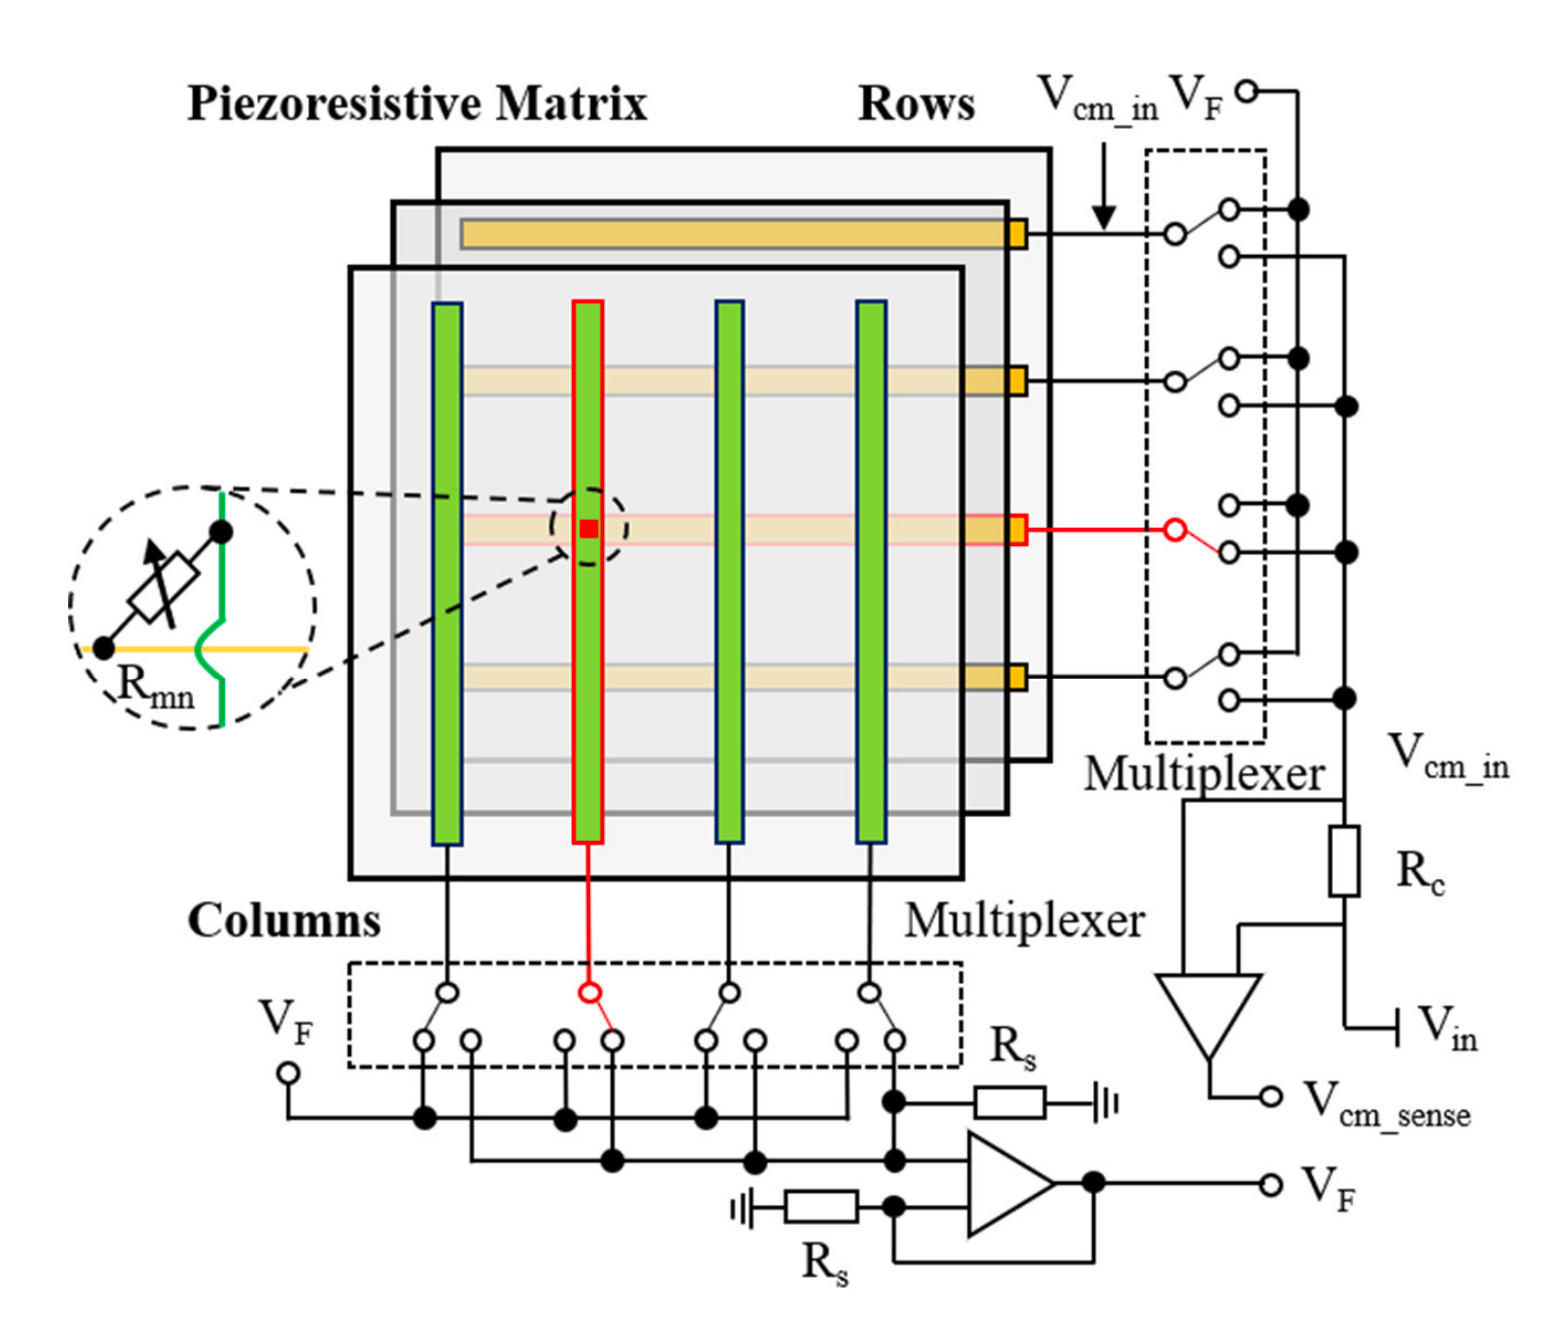 Piezoresistive Matrix
Rows
Vcm_in
VF
Rmn
Multiplexer
Vcm_in
Rc
Columns
Multiplexer
VF
Rs
Vin
Vcm_sense
VF
Rs